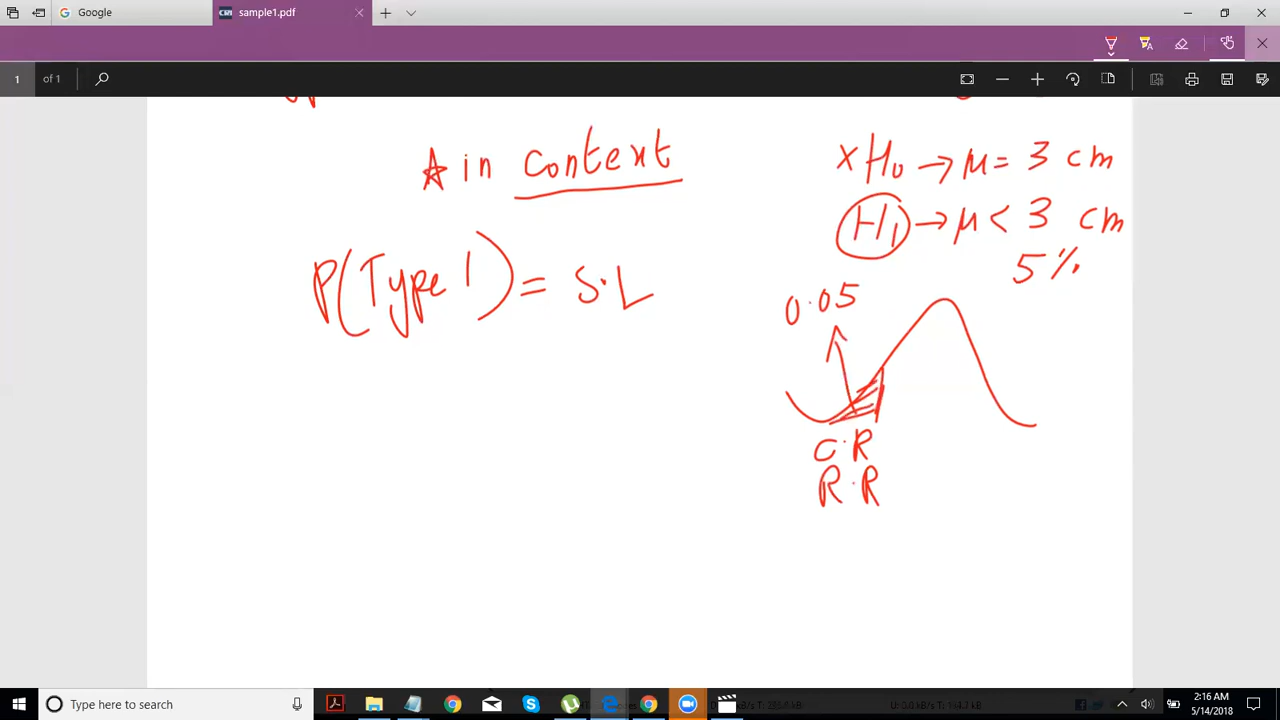 Google
sample1.pdf
1 of 1
☆ in context
x H₀ → μ = 3 cm
H₁ → μ < 3 cm
5%
P(Type 1) = S.L
0.05
C.R
R.R
Type here to search
2:16 AM
5/14/2018